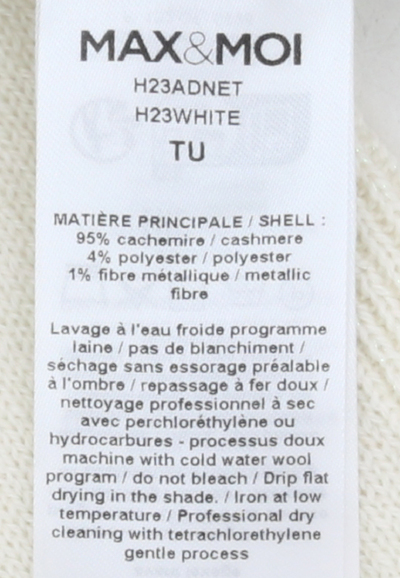 MAX&MOI
H23ADNET
H23WHITE
TU
MATIÈRE PRINCIPALE / SHELL :
95% cachemire / cashmere
4% polyester / polyester
1% fibre métallique / metallic
fibre
Lavage à l'eau froide programme
laine / pas de blanchiment /
séchage sans essorage préalable
à l'ombre / repassage à fer doux /
nettoyage professionnel à sec
avec perchloréthylène ou
hydrocarbures - processus doux
machine with cold water wool
program / do not bleach / Drip flat
drying in the shade. / Iron at low
temperature / Professional dry
cleaning with tetrachlorethylene
gentle process